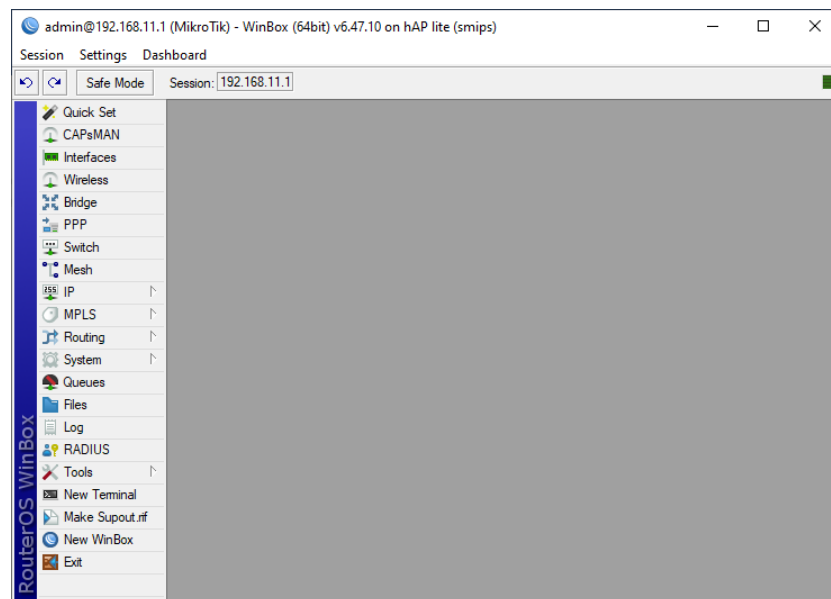 admin@192.168.11.1 (MikroTik) - WinBox (64bit) v6.47.10 on hAP lite (smips)
Session Settings Dashboard
Safe Mode Session: 192.168.11.1
Quick Set
CAPsMAN
Interfaces
Wireless
Bridge
PPP
Switch
Mesh
IP
MPLS
Routing
System
Queues
Files
Log
RADIUS
Tools
New Terminal
Make Supout.rif
New WinBox
Exit
RouterOS WinBox